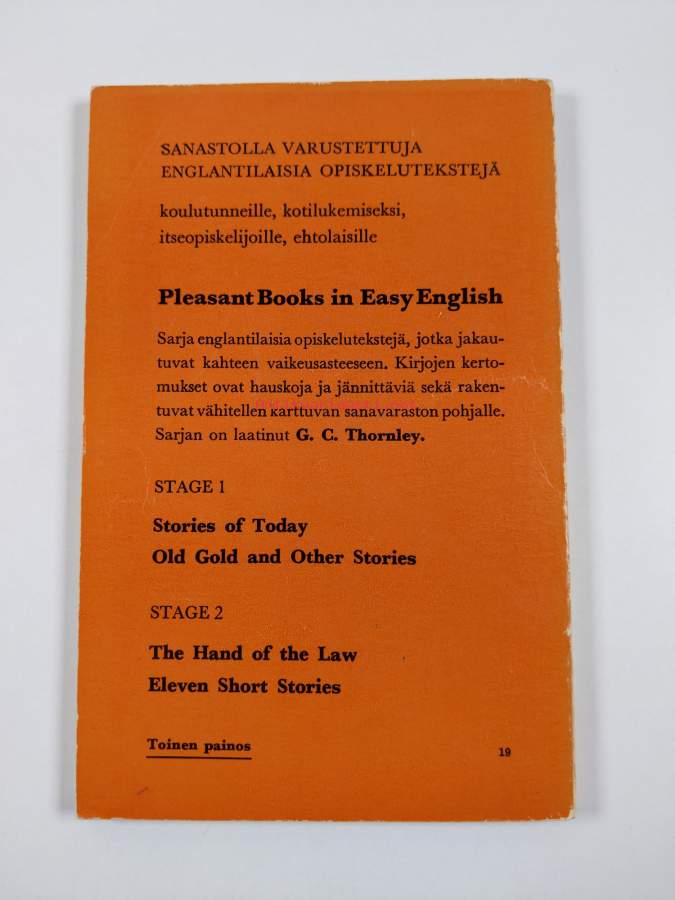 SANASTOLLA VARUSTETTUJA
ENGLANTILAISIA OPISKELUTEKSTEJÄ
koulutunneille, kotilukemiseksi,
itseopiskelijoille, ehtolaisille
Pleasant Books in Easy English
Sarja englantilaisia opiskelutekstejä, jotka jakau-
tuvat kahteen vaikeusasteeseen. Kirjojen kerto-
mukset ovat hauskoja ja jännittäviä sekä raken-
tuvat vähitellen karttuvan sanavaraston pohjalle.
Sarjan on laatinut G. C. Thornley.
STAGE 1
Stories of Today
Old Gold and Other Stories
STAGE 2
The Hand of the Law
Eleven Short Stories
Toinen painos
19